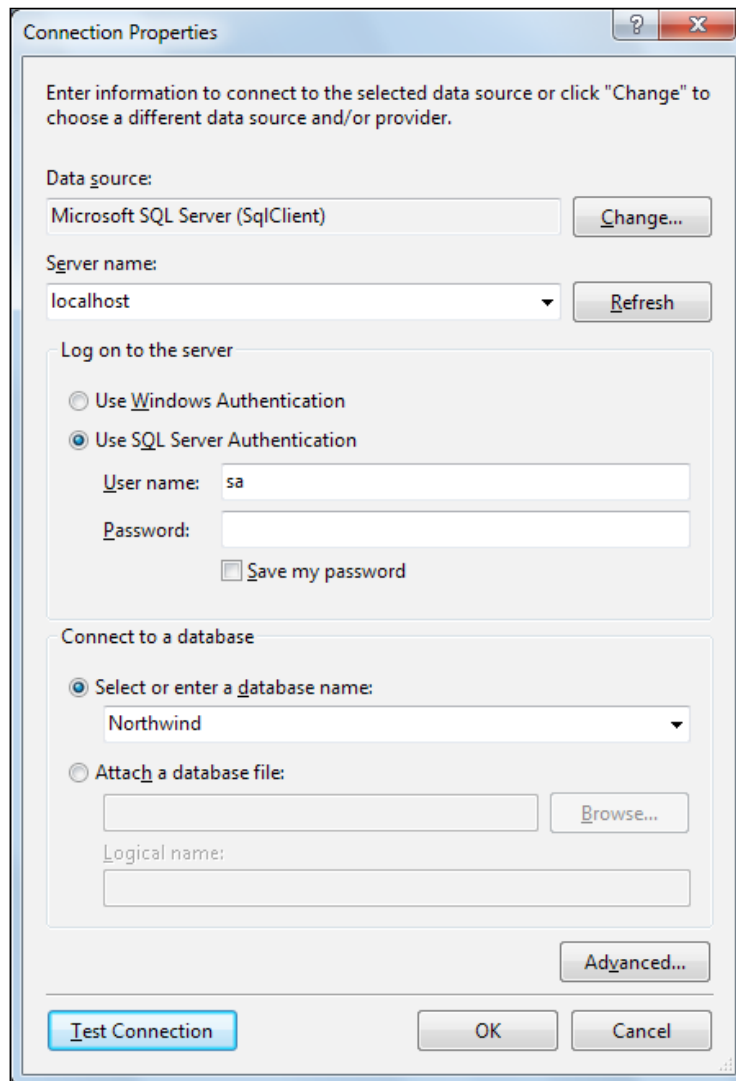 Connection Properties
?
Enter information to connect to the selected data source or click "Change" to
choose a different data source and/or provider.
Data source:
Microsoft SQL Server (SqlClient)
Change...
Server name:
localhost
Refresh
Log on to the server
Use Windows Authentication
Use SQL Server Authentication
User name:
sa
Password:
Save my password
Connect to a database
Select or enter a database name:
Northwind
Attach a database file:
Browse...
Logical name:
Advanced...
Test Connection
OK
Cancel